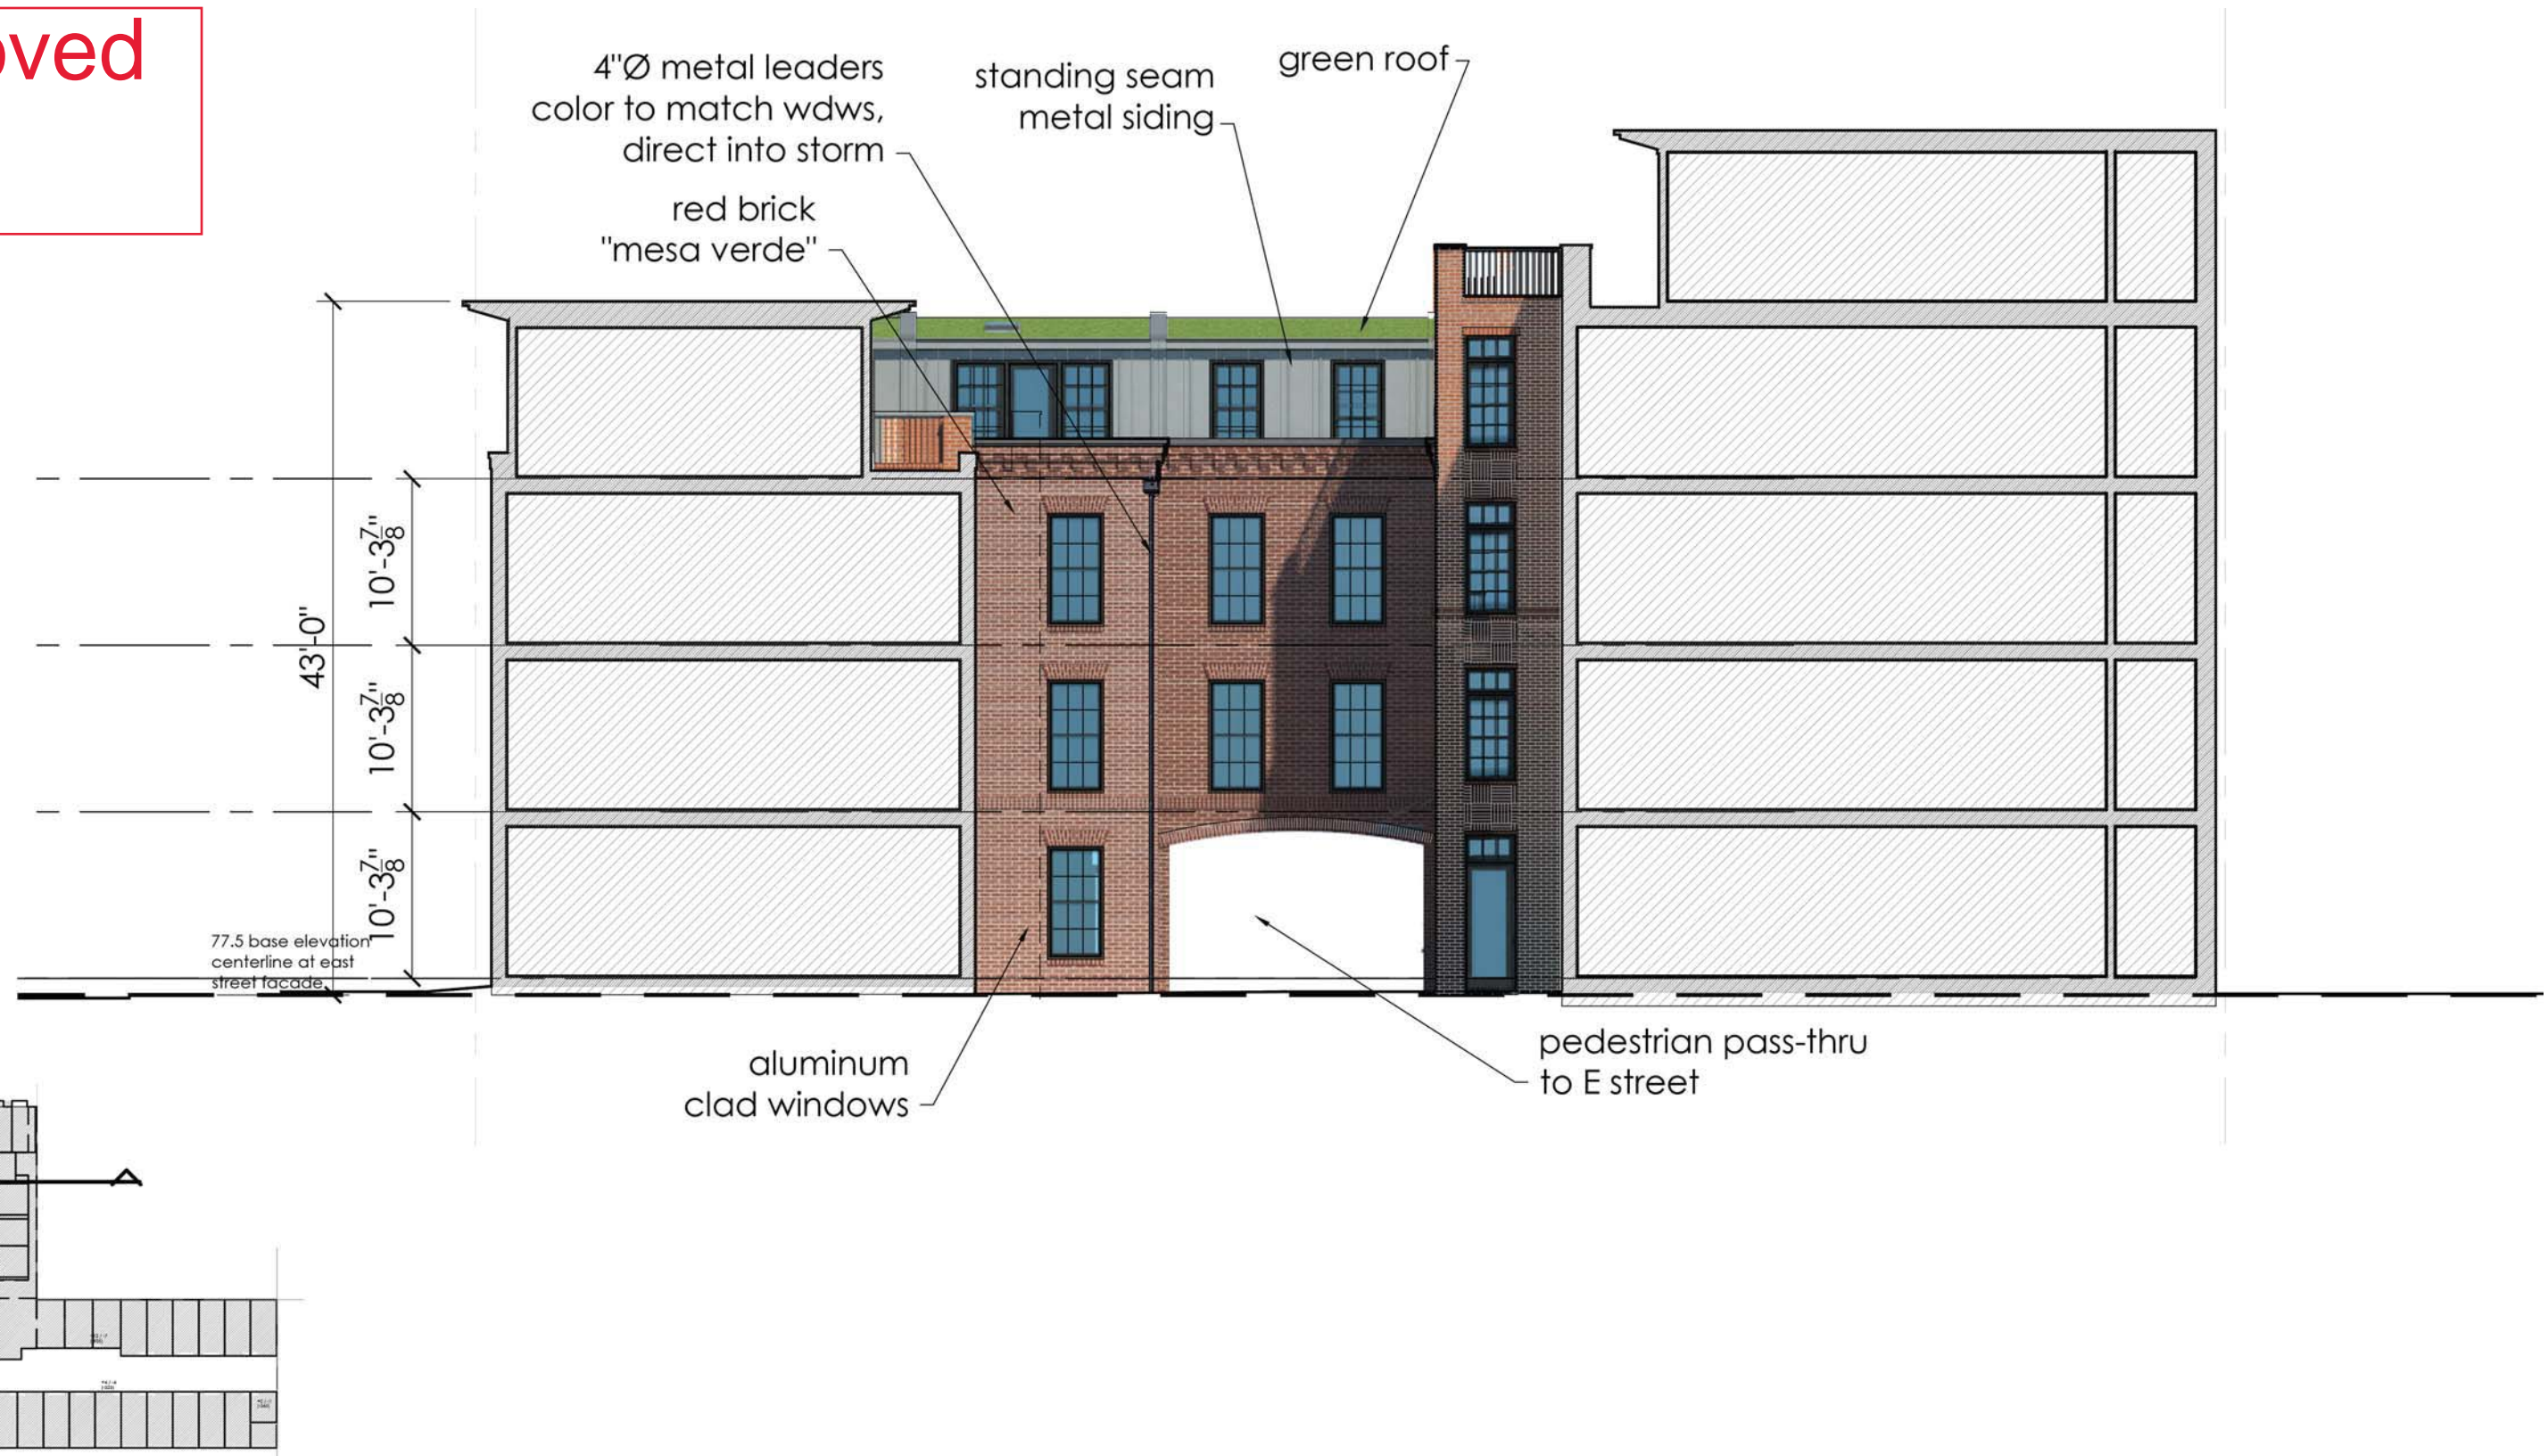 oved
4"Ø metal leaders
color to match wdws,
direct into storm
standing seam
metal siding
green roof
red brick
"mesa verde"
10'-3 7/8"
10'-3 7/8"
10'-3 7/8"
43'-0"
77.5 base elevation
centerline at east
street facade
aluminum
clad windows
pedestrian pass-thru
to E street